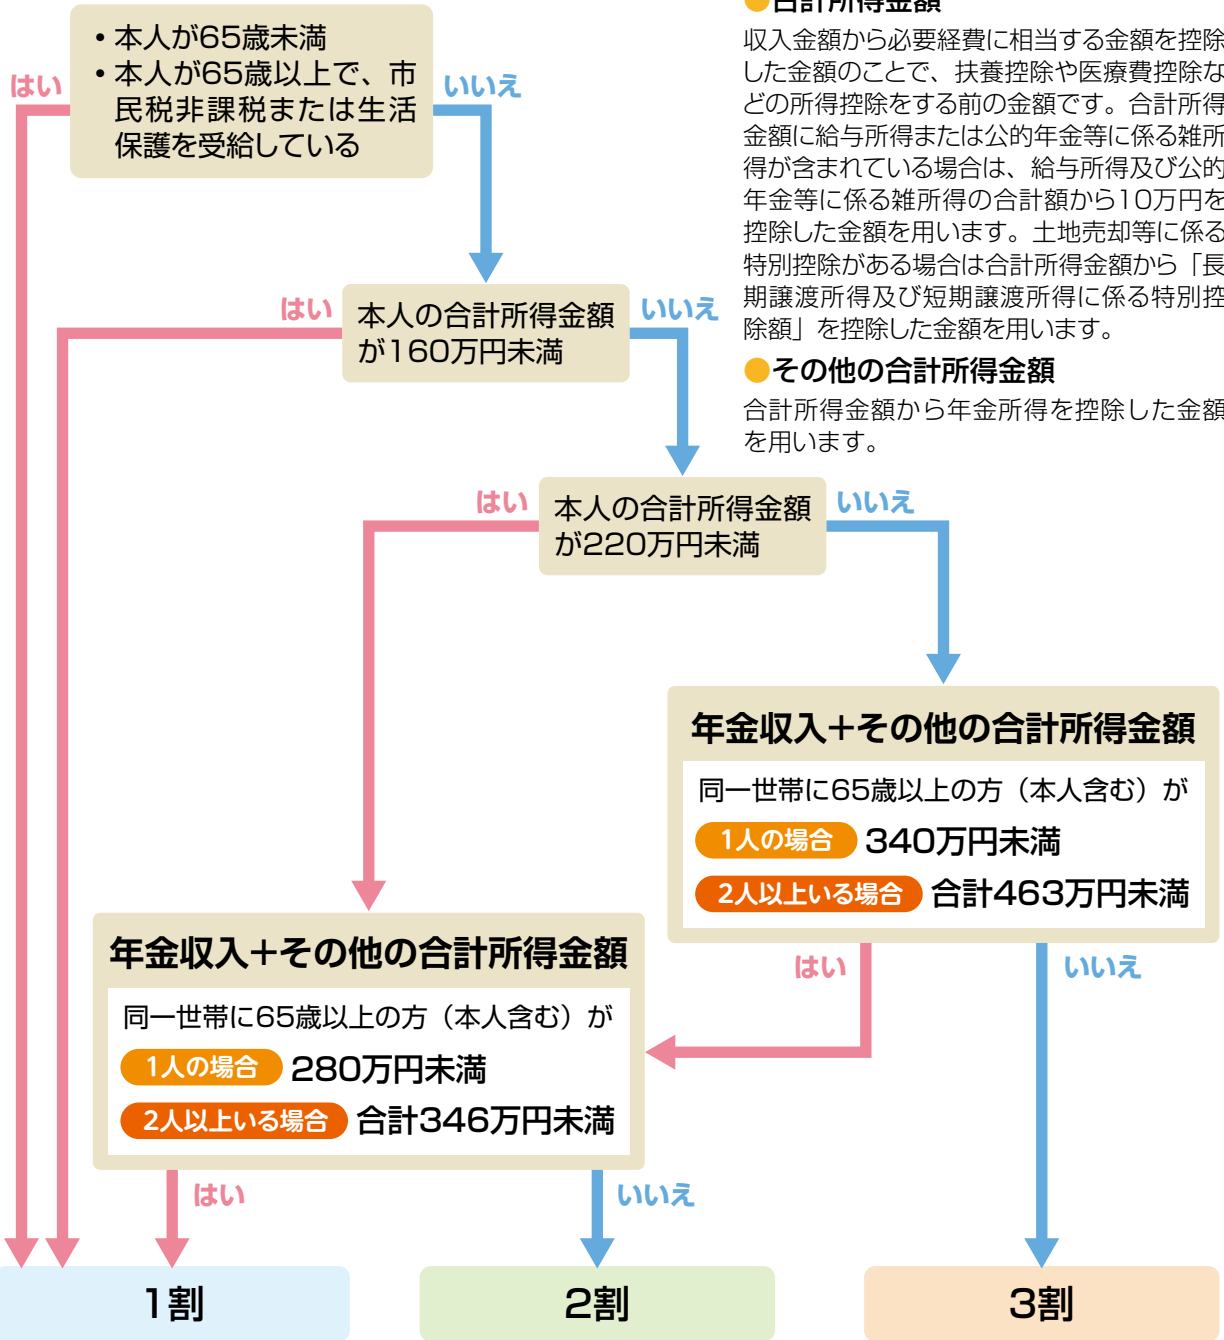 ・本人が65歳未満
・本人が65歳以上で、市
民税非課税または生活
保護を受給している
はい
いいえ
●合計所得金額
収入金額から必要経費に相当する金額を控除
した金額のことで、扶養控除や医療費控除な
どの所得控除をする前の金額です。合計所得
金額に給与所得または公的年金等に係る雑所
得が含まれている場合は、給与所得及び公的
年金等に係る雑所得の合計額から10万円を
控除した金額を用います。土地売却等に係る
特別控除がある場合は合計所得金額から「長
期譲渡所得及び短期譲渡所得に係る特別控
除額」を控除した金額を用います。
●その他の合計所得金額
合計所得金額から年金所得を控除した金額
を用います。
はい
本人の合計所得金額
が160万円未満
いいえ
はい
本人の合計所得金額
が220万円未満
いいえ
年金収入+その他の合計所得金額
同一世帯に65歳以上の方（本人含む）が
1人の場合 340万円未満
2人以上いる場合 合計463万円未満
はい
いいえ
年金収入+その他の合計所得金額
同一世帯に65歳以上の方（本人含む）が
1人の場合 280万円未満
2人以上いる場合 合計346万円未満
はい
いいえ
1割
2割
3割